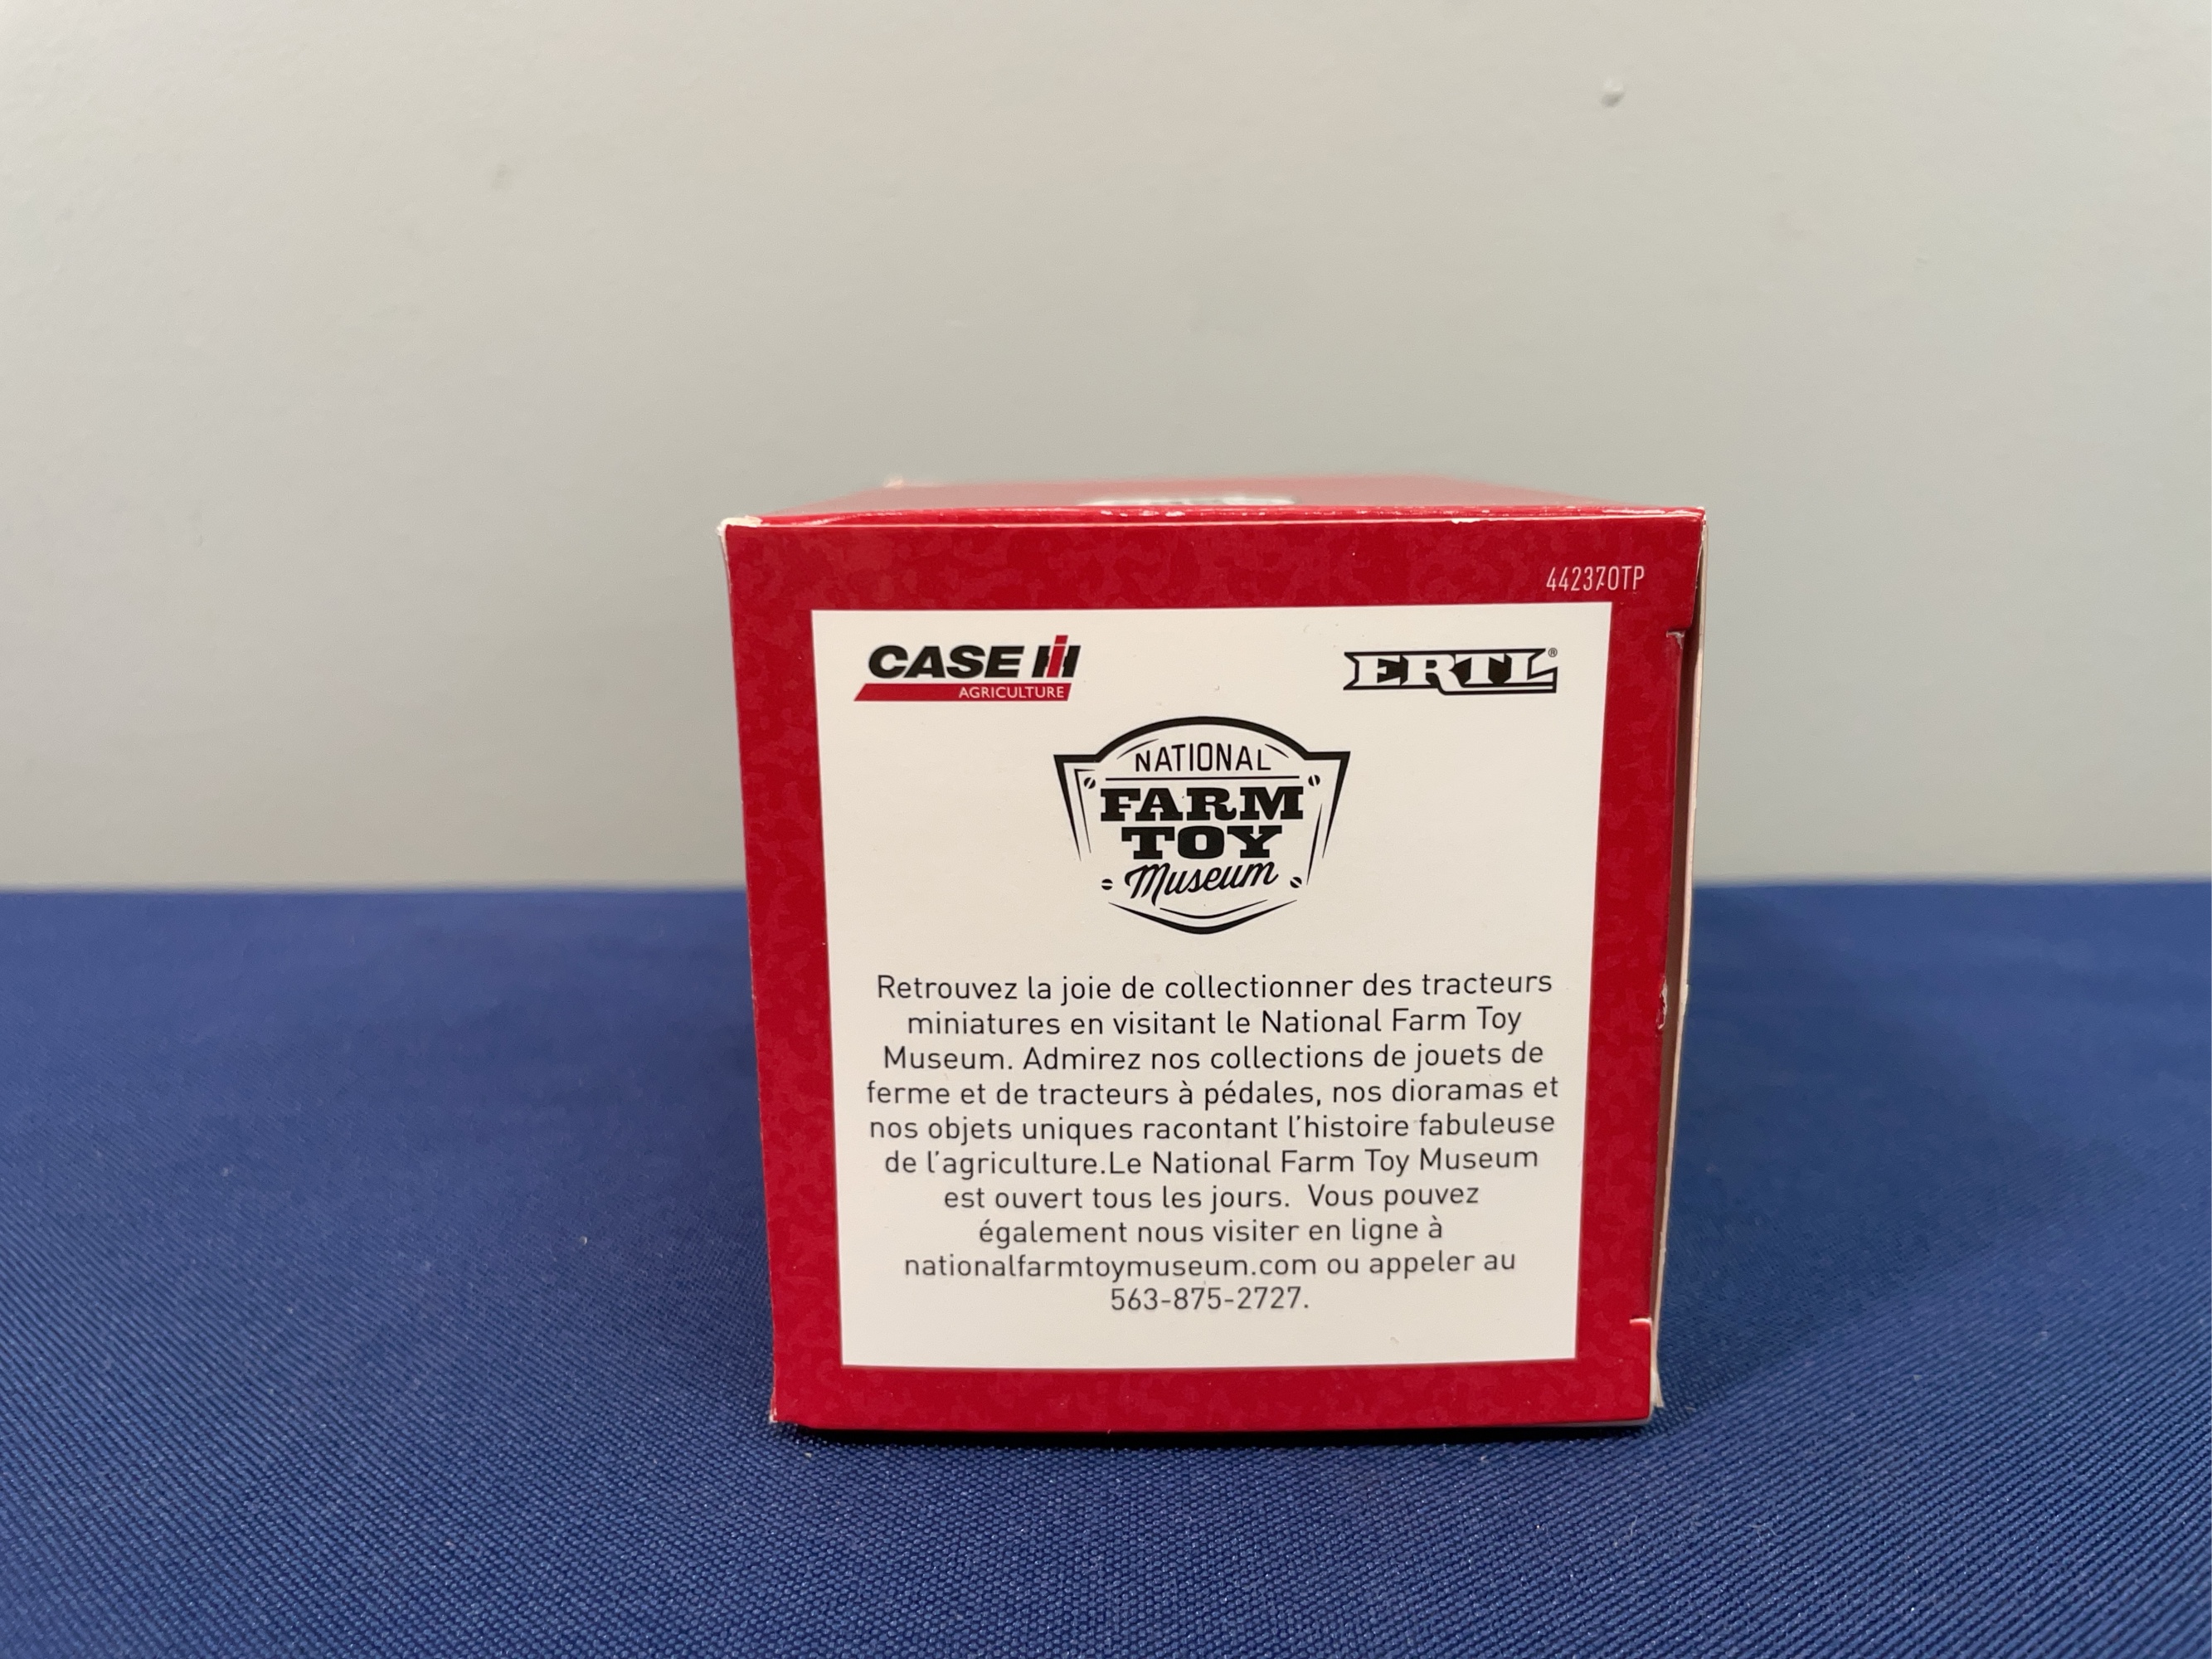 442370TP
CASE IH
AGRICULTURE
ERTL®
NATIONAL
FARM
TOY
Museum
Retrouvez la joie de collectionner des tracteurs
miniatures en visitant le National Farm Toy
Museum. Admirez nos collections de jouets de
ferme et de tracteurs à pédales, nos dioramas et
nos objets uniques racontant l'histoire fabuleuse
de l'agriculture.Le National Farm Toy Museum
est ouvert tous les jours.  Vous pouvez
également nous visiter en ligne à
nationalfarmtoymuseum.com ou appeler au
563-875-2727.